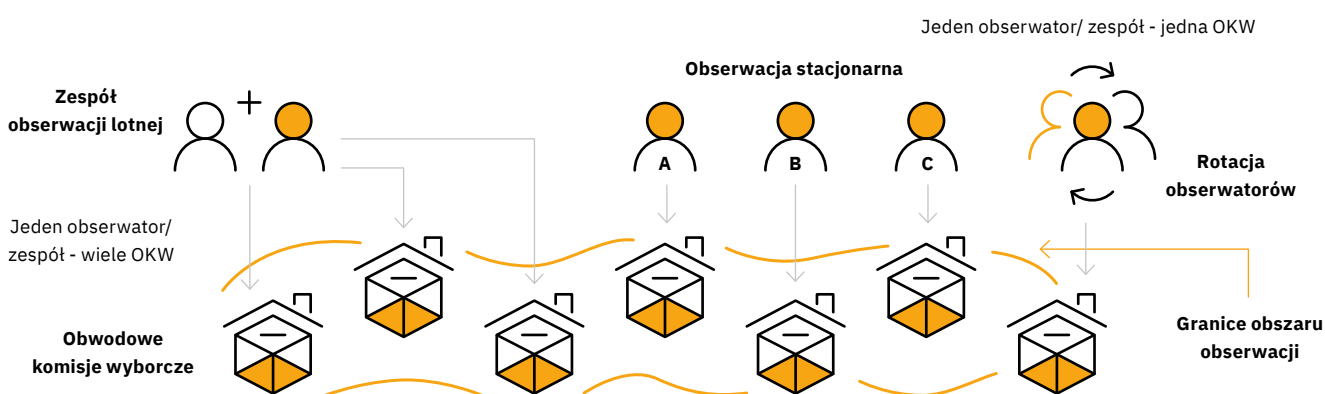 Jeden obserwator/ zespół - jedna OKW
Obserwacja stacjonarna
Zespół
obserwacji lotnej
A
B
C
Rotacja
obserwatorów
Jeden obserwator/
zespół - wiele OKW
Obwodowe
komisje wyborcze
Granice obszaru
obserwacji